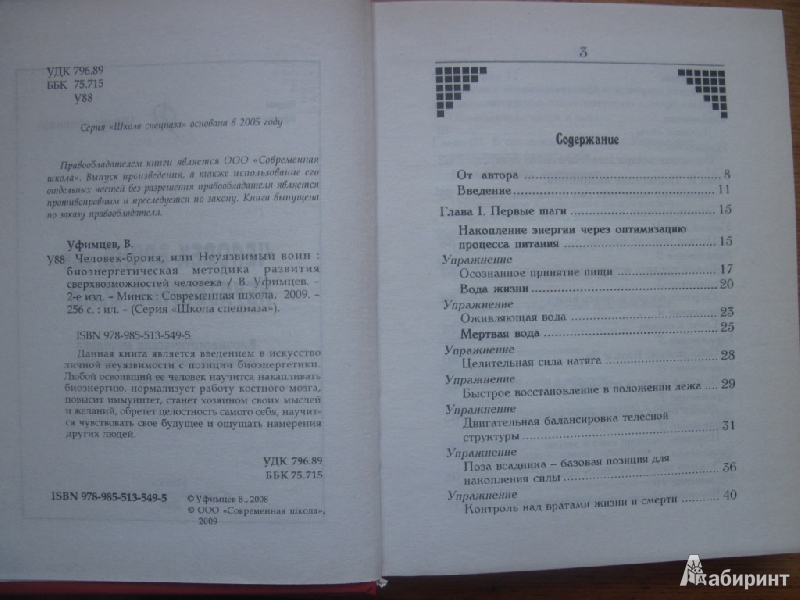 УДК 796.89
ББК 75.715
У88
Серия «Школа спецназа» основана в 2005 году
Правообладателем книги является ООО «Современная
школа». Выпуск произведения, а также использование его
отдельных частей без разрешения правообладателя является
противоправным и преследуется по закону. Книга выпущена
по заказу правообладателя.
Уфимцев, В.
У88 Человек-броня, или Неуязвимый воин :
биоэнергетическая методика развития
сверхвозможностей человека / В. Уфимцев. –
2-е изд. – Минск : Современная школа, 2009. –
256 с. : ил. – (Серия «Школа спецназа»).
ISBN 978-985-513-549-5
Данная книга является введением в искусство
личной неуязвимости с позиции биоэнергетики.
Любой освоивший ее человек научится накапливать
биоэнергию, нормализует работу костного мозга,
повысит иммунитет, станет хозяином своих мыслей
и желаний, обретет целостность самого себя, научит-
ся чувствовать свое будущее и ощущать намерения
других людей.
УДК 796.89
ББК 75.715
ISBN 978-985-513-549-5
© Уфимцев В., 2008
© ООО «Современная школа»,
2009
3
Содержание
От автора 8
Введение 11
Глава I. Первые шаги 15
Накопление энергии через оптимизацию
процесса питания 15
Упражнение
Осознанное принятие пищи 17
Вода жизни 20
Упражнение
Оживляющая вода 23
Мертвая вода 25
Упражнение
Целительная сила натяга 28
Упражнение
Быстрое восстановление в положении лежа 29
Упражнение
Двигательная балансировка телесной
структуры 31
Упражнение
Поза всадника – базовая позиция для
накопления силы 36
Упражнение
Контроль над вратами жизни и смерти 40
Лабиринт